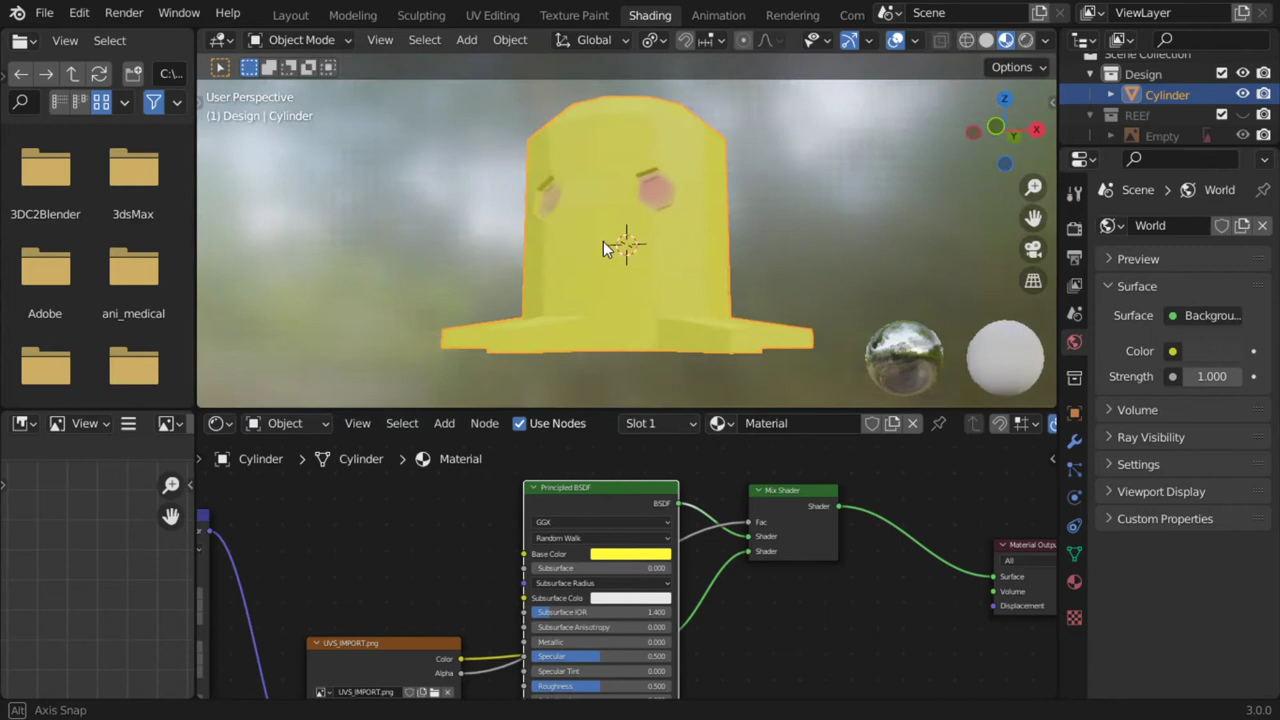 File Edit Render Window Help Layout Modeling Sculpting UV Editing Texture Paint Shading Animation Rendering Com Scene ViewLayer
View Select Object Mode View Select Add Object Global
C:\...
Options
User Perspective
(1) Design | Cylinder
Z
X
Y
3DC2Blender 3dsMax
Adobe ani_medical
Scene Collection
Design
Cylinder
REEf
Empty
Scene World
World
Preview
Surface
Surface Backgrou...
Color
Strength 1.000
Volume
Ray Visibility
Settings
Viewport Display
Custom Properties
View Object View Select Add Node Use Nodes Slot 1 Material
Cylinder Cylinder Material
Principled BSDF
BSDF
GGX
Random Walk
Base Color
Subsurface 0.000
Subsurface Radius
Subsurface Colo
Subsurface IOR 1.400
Subsurface Anisotropy 0.000
Metallic 0.000
Specular 0.500
Specular Tint 0.000
Roughness 0.500
Mix Shader
Shader
Fac
Shader
Shader
Material Outpu
All
Surface
Volume
Displacement
UVS_IMPORT.png
Color
Alpha
UVS_IMPORT.png
Alt Axis Snap
3.0.0